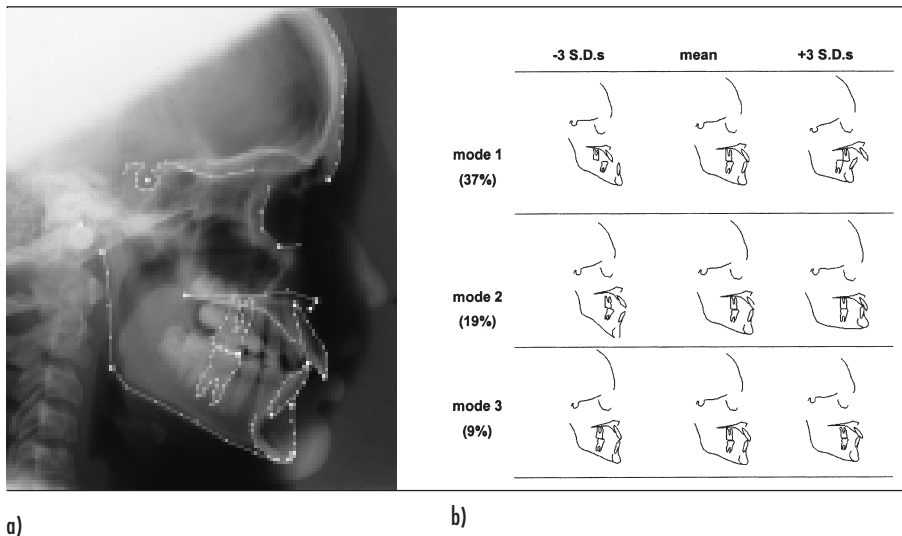 -3 S.D.s mean +3 S.D.s
mode 1
(37%)
mode 2
(19%)
mode 3
(9%)
a)
b)